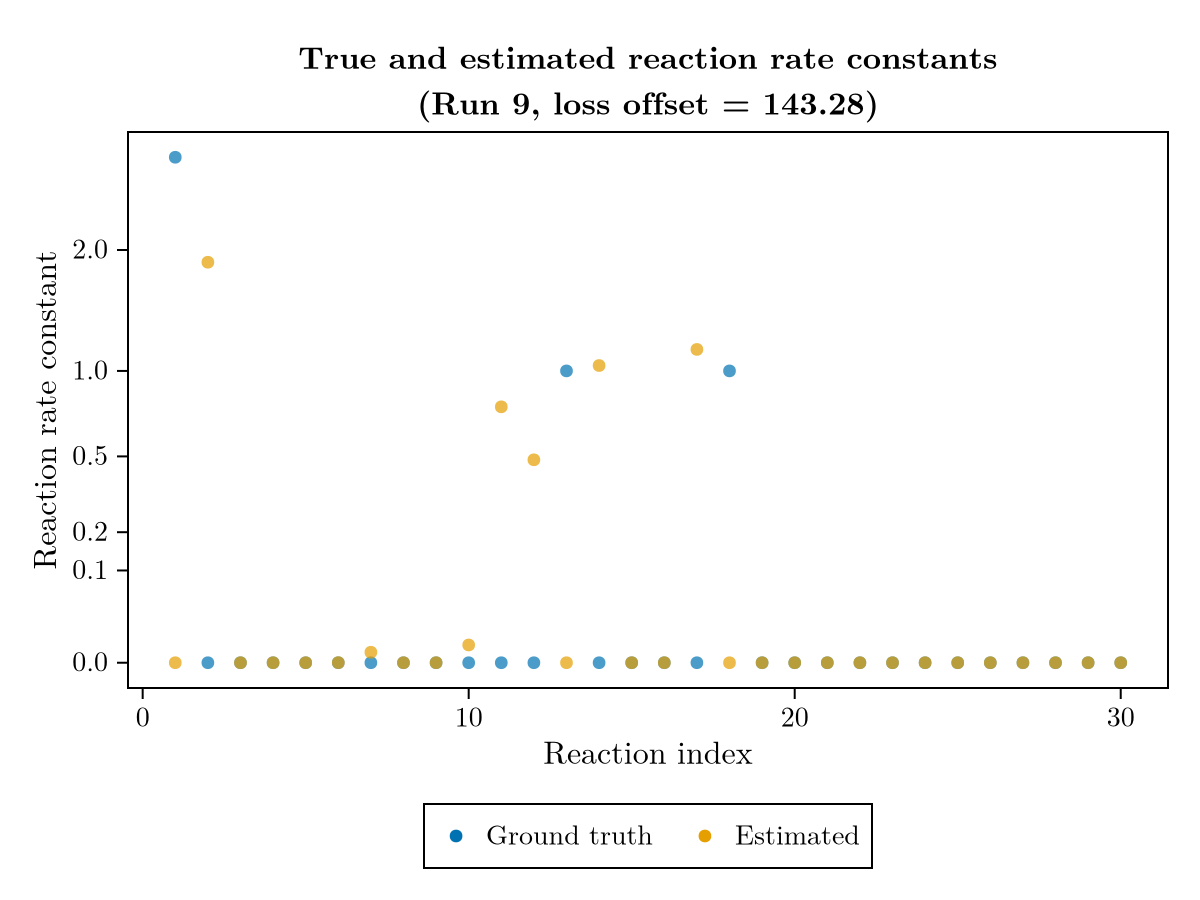 True and estimated reaction rate constants
(Run 9, loss offset = 143.28)
Reaction rate constant
2.0
1.0
0.5
0.2
0.1
0.0
0 10 20 30
Reaction index
Ground truth Estimated